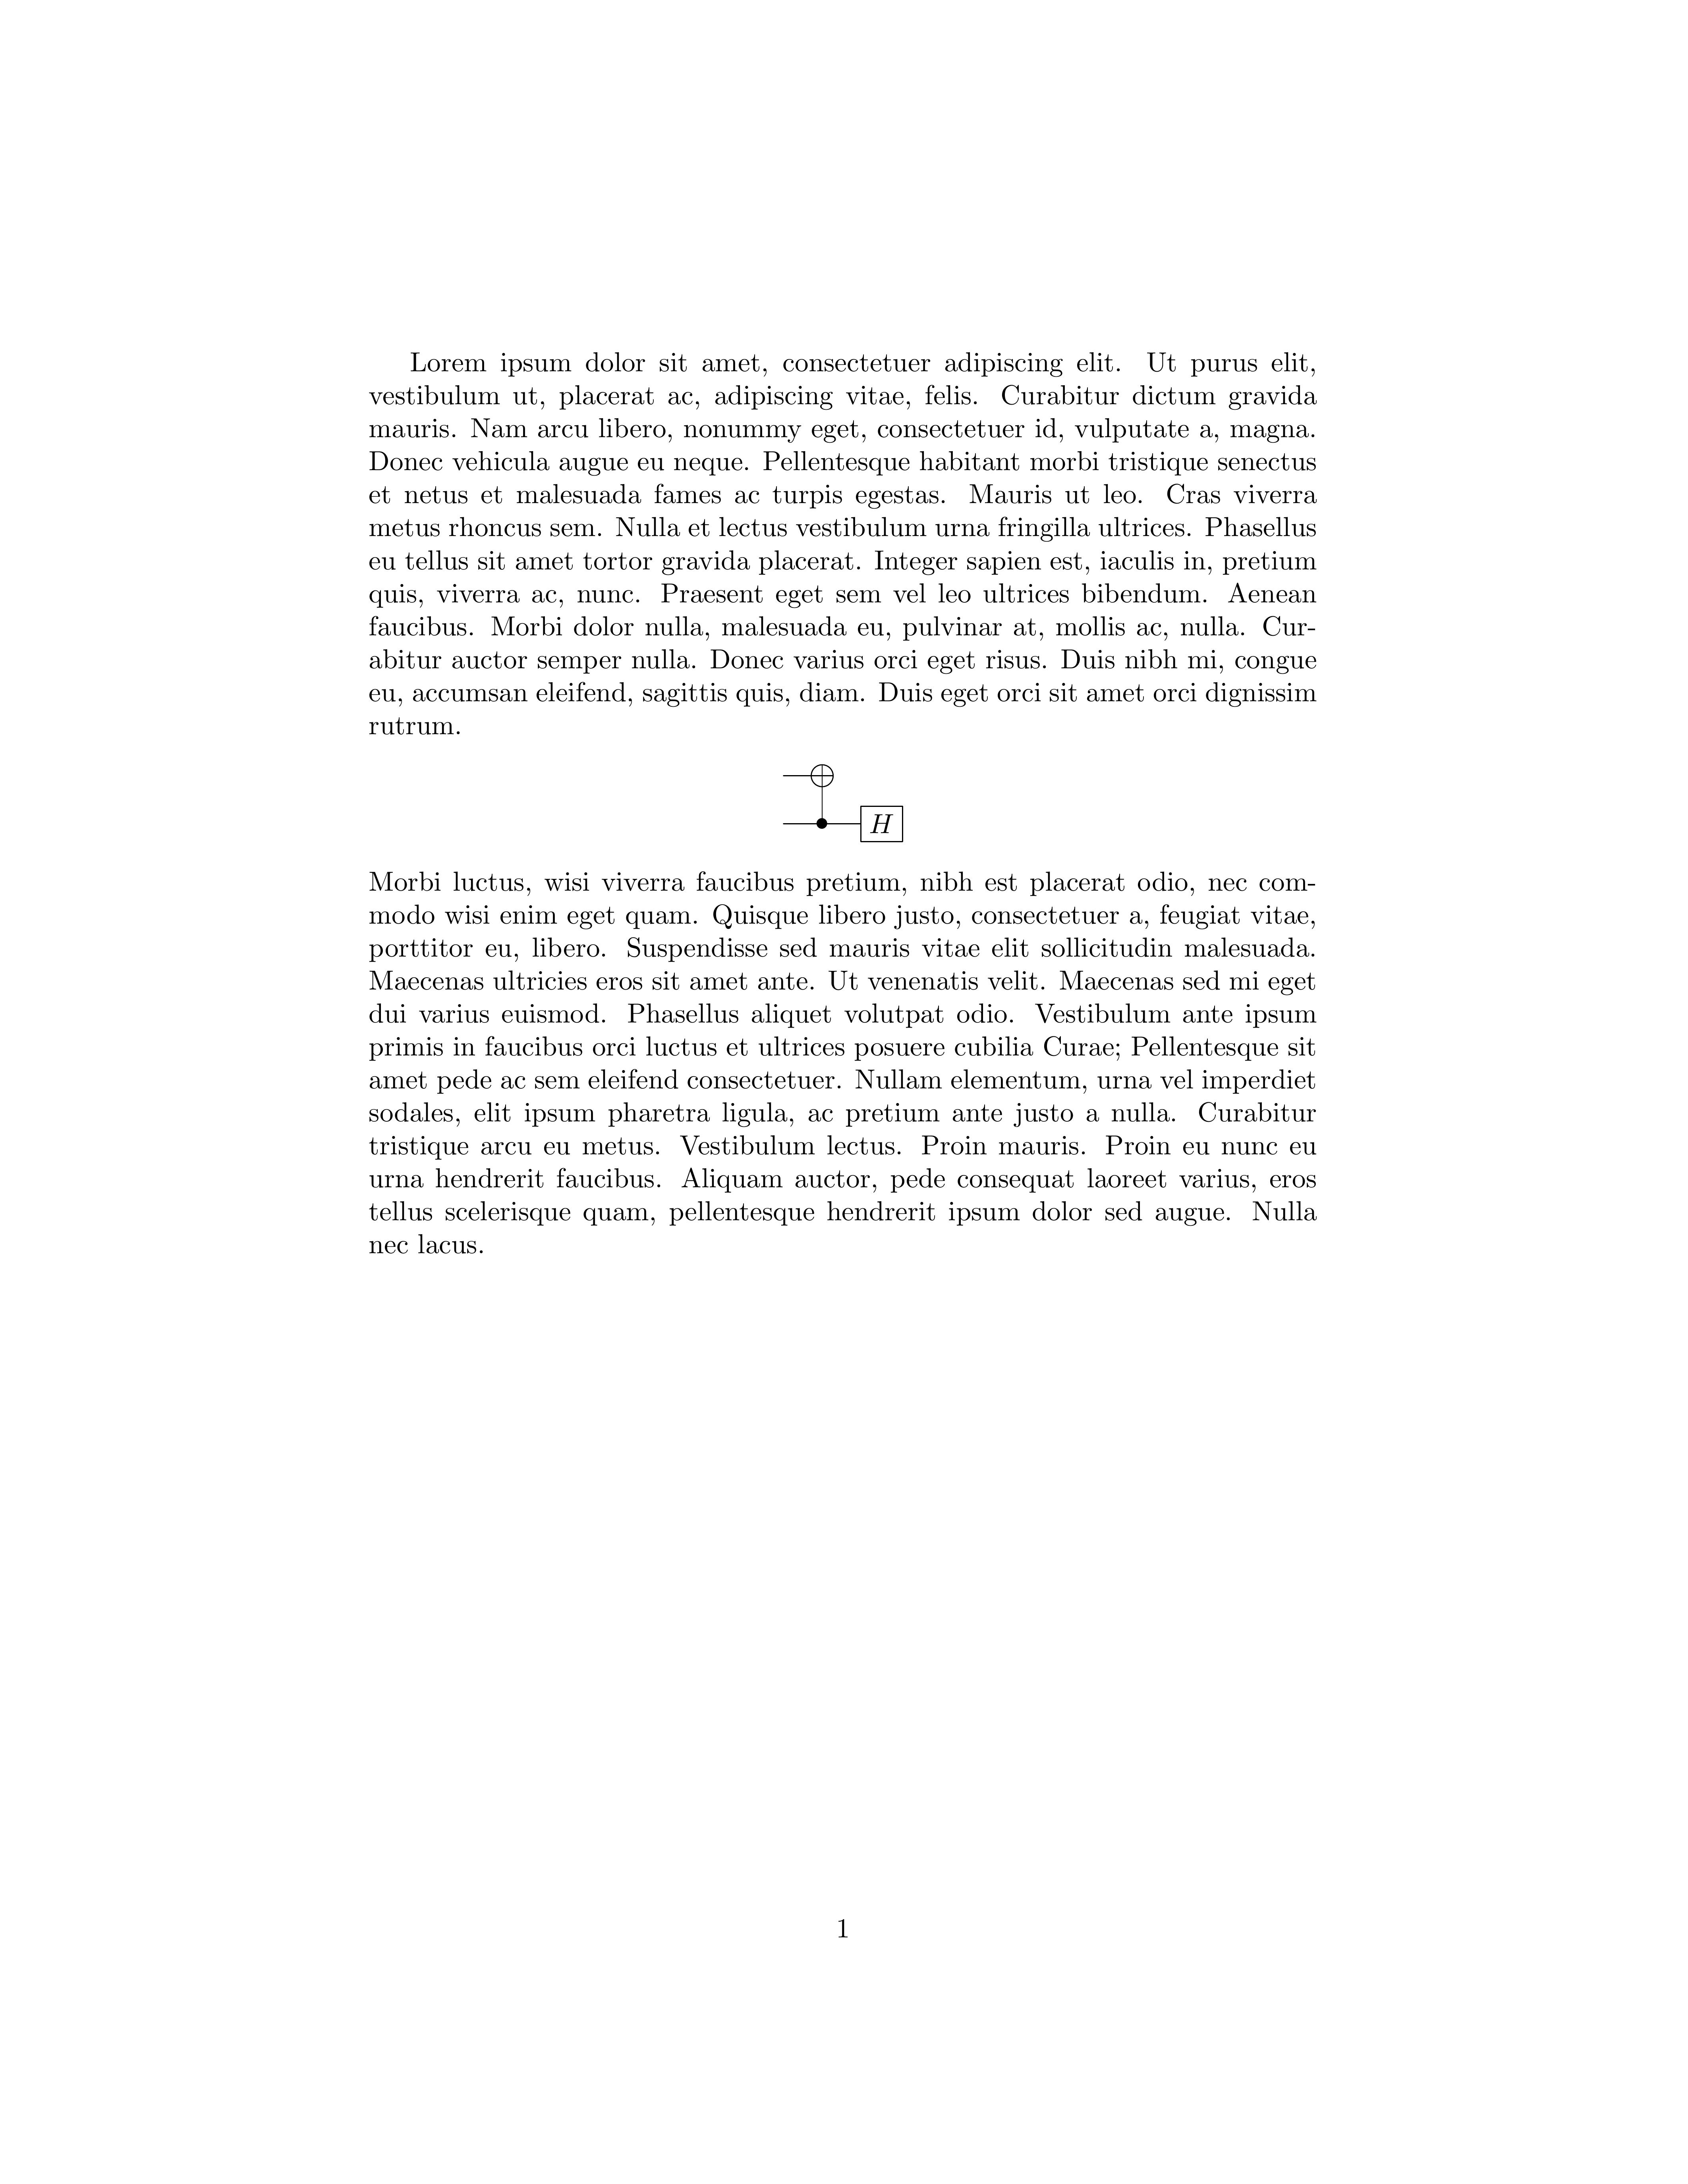 Lorem ipsum dolor sit amet, consectetuer adipiscing elit. Ut purus elit,
vestibulum ut, placerat ac, adipiscing vitae, felis. Curabitur dictum gravida
mauris. Nam arcu libero, nonummy eget, consectetuer id, vulputate a, magna.
Donec vehicula augue eu neque. Pellentesque habitant morbi tristique senectus
et netus et malesuada fames ac turpis egestas. Mauris ut leo. Cras viverra
metus rhoncus sem. Nulla et lectus vestibulum urna fringilla ultrices. Phasellus
eu tellus sit amet tortor gravida placerat. Integer sapien est, iaculis in, pretium
quis, viverra ac, nunc. Praesent eget sem vel leo ultrices bibendum. Aenean
faucibus. Morbi dolor nulla, malesuada eu, pulvinar at, mollis ac, nulla. Cur-
abitur auctor semper nulla. Donec varius orci eget risus. Duis nibh mi, congue
eu, accumsan eleifend, sagittis quis, diam. Duis eget orci sit amet orci dignissim
rutrum.
H
Morbi luctus, wisi viverra faucibus pretium, nibh est placerat odio, nec com-
modo wisi enim eget quam. Quisque libero justo, consectetuer a, feugiat vitae,
porttitor eu, libero. Suspendisse sed mauris vitae elit sollicitudin malesuada.
Maecenas ultricies eros sit amet ante. Ut venenatis velit. Maecenas sed mi eget
dui varius euismod. Phasellus aliquet volutpat odio. Vestibulum ante ipsum
primis in faucibus orci luctus et ultrices posuere cubilia Curae; Pellentesque sit
amet pede ac sem eleifend consectetuer. Nullam elementum, urna vel imperdiet
sodales, elit ipsum pharetra ligula, ac pretium ante justo a nulla. Curabitur
tristique arcu eu metus. Vestibulum lectus. Proin mauris. Proin eu nunc eu
urna hendrerit faucibus. Aliquam auctor, pede consequat laoreet varius, eros
tellus scelerisque quam, pellentesque hendrerit ipsum dolor sed augue. Nulla
nec lacus.
1